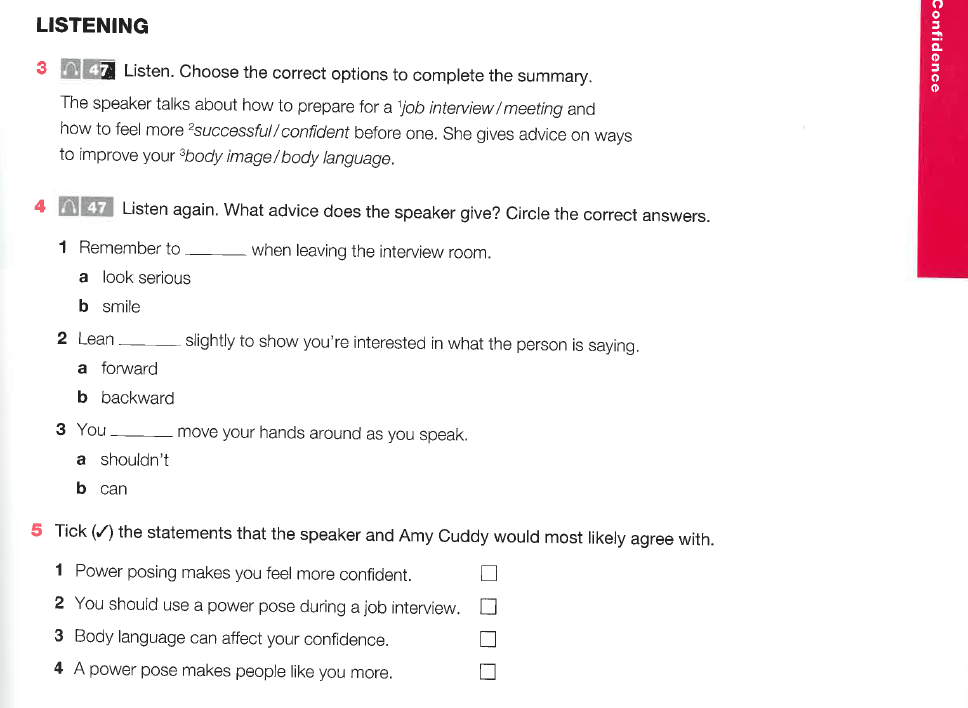 Confidence
LISTENING
3 47 Listen. Choose the correct options to complete the summary.
The speaker talks about how to prepare for a ¹job interview / meeting and
how to feel more ²successful / confident before one. She gives advice on ways
to improve your ³body image / body language.
4 47 Listen again. What advice does the speaker give? Circle the correct answers.
1 Remember to ______ when leaving the interview room.
a look serious
b smile
2 Lean ______ slightly to show you're interested in what the person is saying.
a forward
b backward
3 You ______ move your hands around as you speak.
a shouldn't
b can
5 Tick (✓) the statements that the speaker and Amy Cuddy would most likely agree with.
1 Power posing makes you feel more confident. ☐
2 You should use a power pose during a job interview. ☐
3 Body language can affect your confidence. ☐
4 A power pose makes people like you more. ☐